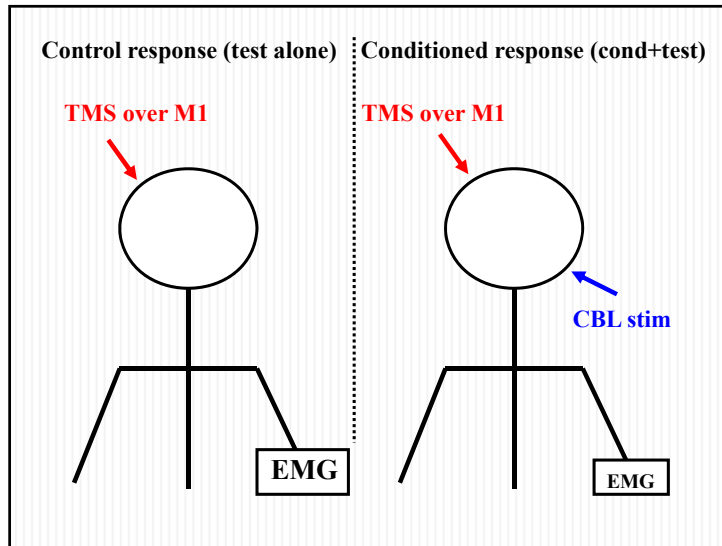 Control response (test alone)
Conditioned response (cond+test)
TMS over M1
TMS over M1
CBL stim
EMG
EMG